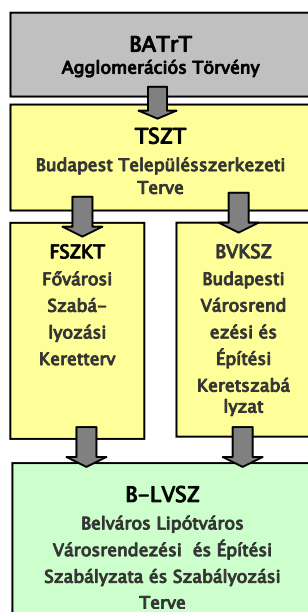 BATrT
Agglomerációs Törvény
TSZT
Budapest Településszerkezeti
Terve
FSZKT
Fővárosi
Szabá-
lyozási
Keretterv
BVKSZ
Budapesti
Városrend
ezési és
Építési
Keretszabá
lyzat
B-LVSZ
Belváros Lipótváros
Városrendezési és Építési
Szabályzata és Szabályozási
Terve